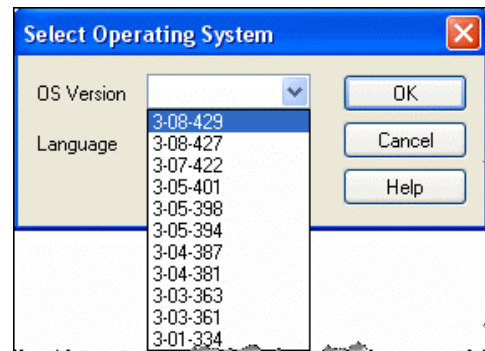 Select Operating System
OS Version
OK
3-08-429
3-08-427
Language
Cancel
3-07-422
3-05-401
Help
3-05-398
3-05-394
3-04-387
3-04-381
3-03-363
3-03-361
3-01-334